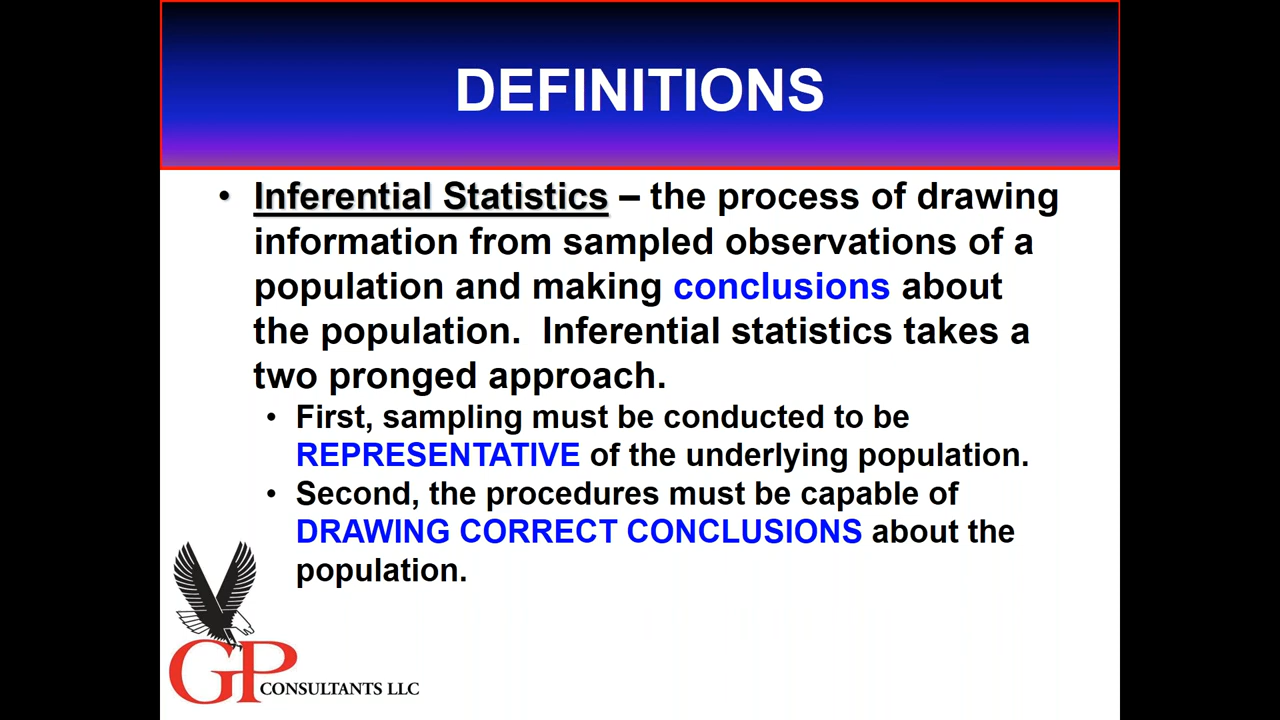 DEFINITIONS
• Inferential Statistics – the process of drawing
information from sampled observations of a
population and making conclusions about
the population.  Inferential statistics takes a
two pronged approach.
• First, sampling must be conducted to be
REPRESENTATIVE of the underlying population.
• Second, the procedures must be capable of
DRAWING CORRECT CONCLUSIONS about the
population.
GP CONSULTANTS LLC